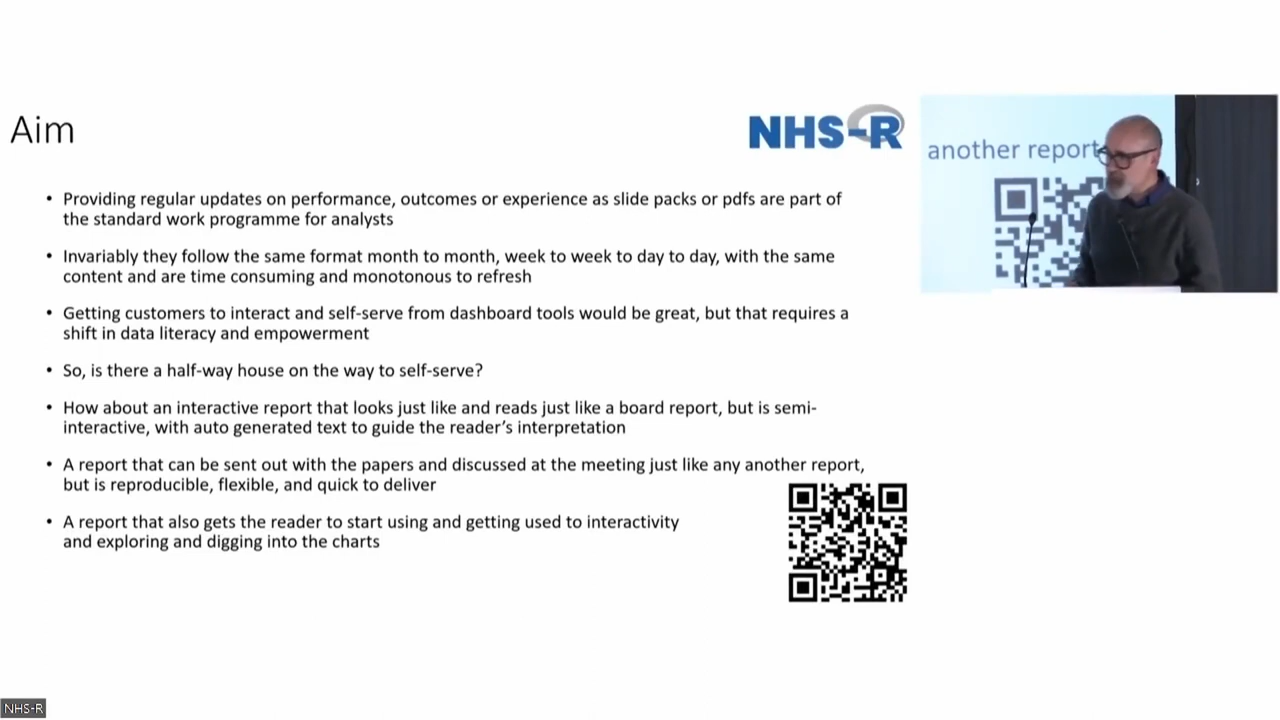 Aim
NHS-R
another report
• Providing regular updates on performance, outcomes or experience as slide packs or pdfs are part of
the standard work programme for analysts
• Invariably they follow the same format month to month, week to week to day to day, with the same
content and are time consuming and monotonous to refresh
• Getting customers to interact and self-serve from dashboard tools would be great, but that requires a
shift in data literacy and empowerment
• So, is there a half-way house on the way to self-serve?
• How about an interactive report that looks just like and reads just like a board report, but is semi-
interactive, with auto generated text to guide the reader’s interpretation
• A report that can be sent out with the papers and discussed at the meeting just like any another report,
but is reproducible, flexible, and quick to deliver
• A report that also gets the reader to start using and getting used to interactivity
and exploring and digging into the charts
NHS-R